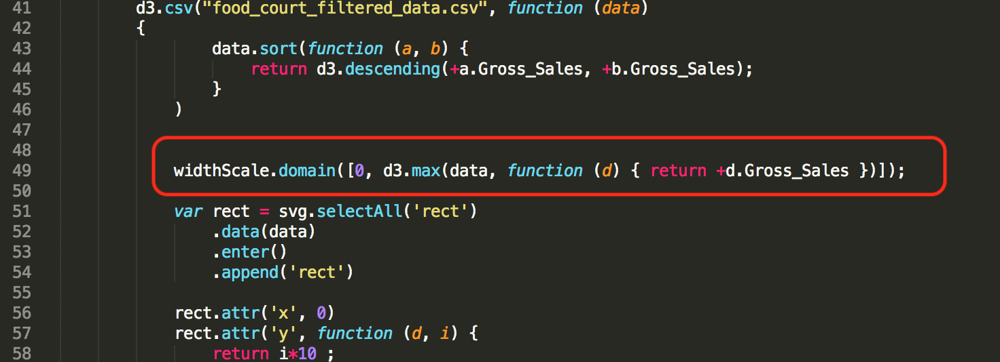 41 d3.csv("food_court_filtered_data.csv", function (data)
42 {
43 data.sort(function (a, b) {
44 return d3.descending(+a.Gross_Sales, +b.Gross_Sales);
45 }
46 )
47
48
49 widthScale.domain([0, d3.max(data, function (d) { return +d.Gross_Sales })]);
50
51 var rect = svg.selectAll('rect')
52 .data(data)
53 .enter()
54 .append('rect')
55
56 rect.attr('x', 0)
57 rect.attr('y', function (d, i) {
58 return i*10 ;